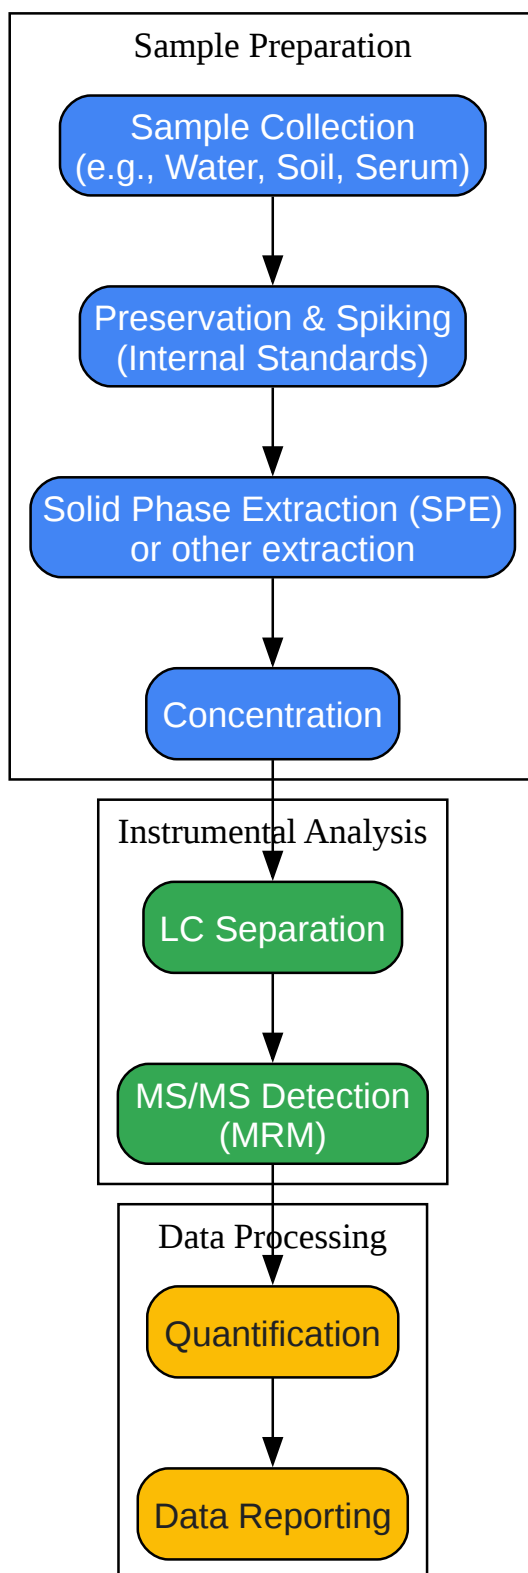 Sample Preparation
Sample Collection
(e.g., Water, Soil, Serum)
Preservation & Spiking
(Internal Standards)
Solid Phase Extraction (SPE)
or other extraction
Concentration
Instrumental Analysis
LC Separation
MS/MS Detection
(MRM)
Data Processing
Quantification
Data Reporting